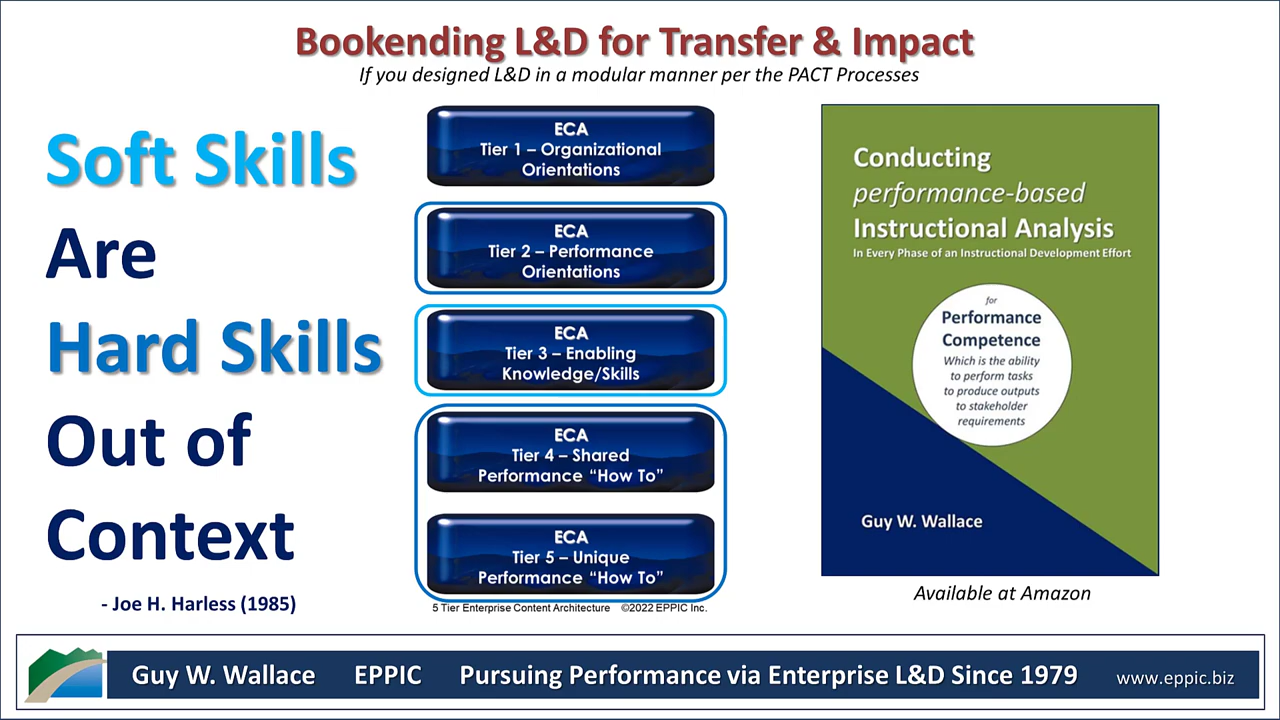 Bookending L&D for Transfer & Impact
If you designed L&D in a modular manner per the PACT Processes
Soft Skills
Are
Hard Skills
Out of
Context
- Joe H. Harless (1985)
ECA
Tier 1 – Organizational
Orientations
ECA
Tier 2 – Performance
Orientations
ECA
Tier 3 – Enabling
Knowledge/Skills
ECA
Tier 4 – Shared
Performance “How To”
ECA
Tier 5 – Unique
Performance “How To”
5 Tier Enterprise Content Architecture ©2022 EPPIC Inc.
Conducting
performance-based
Instructional Analysis
In Every Phase of an Instructional Development Effort
for
Performance
Competence
Which is the ability
to perform tasks
to produce outputs
to stakeholder
requirements
Guy W. Wallace
Available at Amazon
Guy W. Wallace EPPIC Pursuing Performance via Enterprise L&D Since 1979 www.eppic.biz